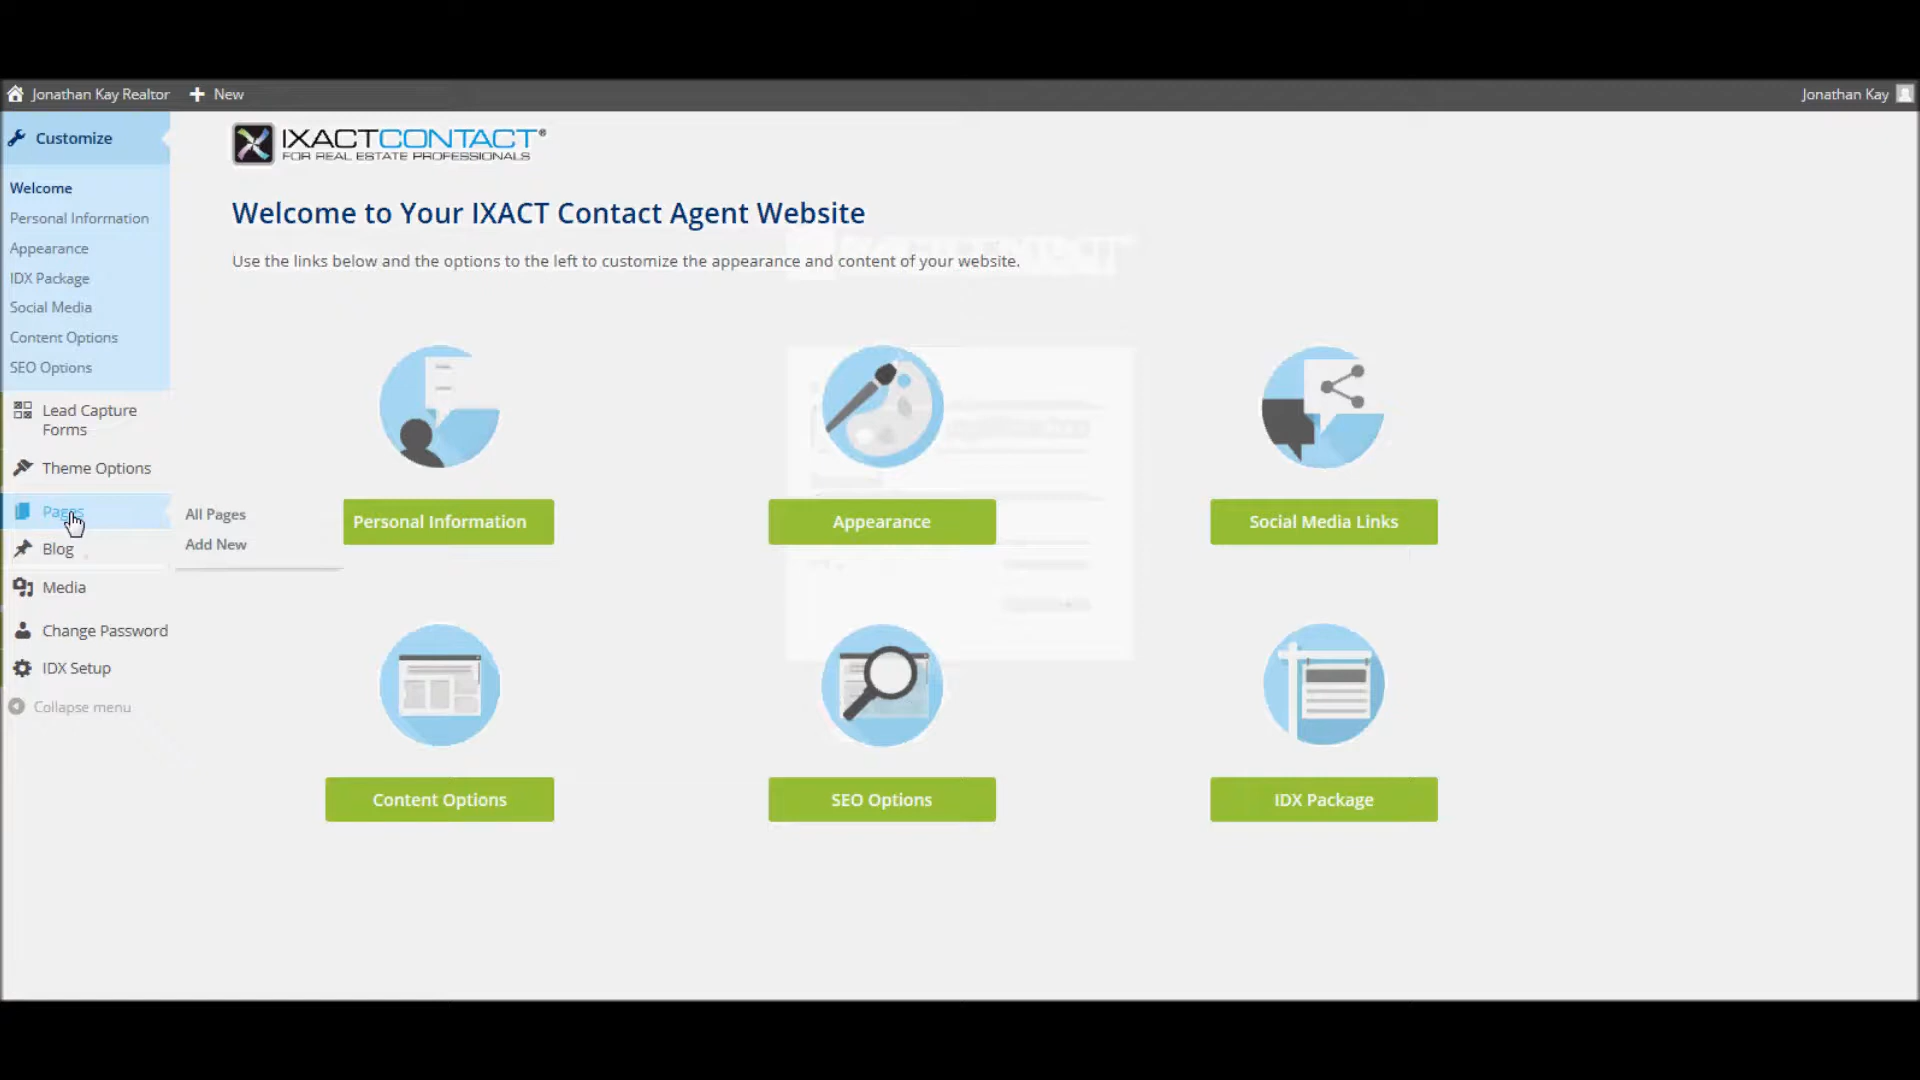 Jonathan Kay Realtor
New
Jonathan Kay
Customize
Welcome
Personal Information
Appearance
IDX Package
Social Media
Content Options
SEO Options
Lead Capture
Forms
Theme Options
Pages
Blog
Media
Change Password
IDX Setup
Collapse menu
All Pages
Add New
IXACTCONTACT®
FOR REAL ESTATE PROFESSIONALS
Welcome to Your IXACT Contact Agent Website
Use the links below and the options to the left to customize the appearance and content of your website.
Personal Information
Appearance
Social Media Links
Content Options
SEO Options
IDX Package